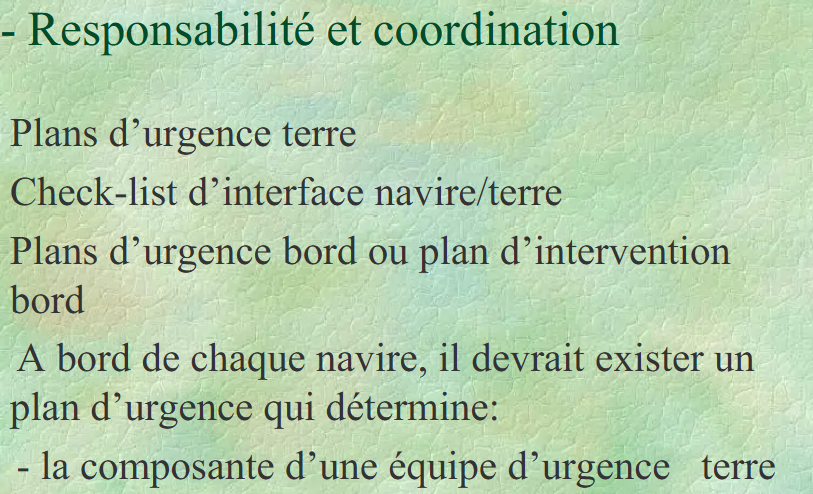 - Responsabilité et coordination
Plans d’urgence terre
Check-list d’interface navire/terre
Plans d’urgence bord ou plan d’intervention
bord
A bord de chaque navire, il devrait exister un
plan d’urgence qui détermine:
- la composante d’une équipe d’urgence   terre